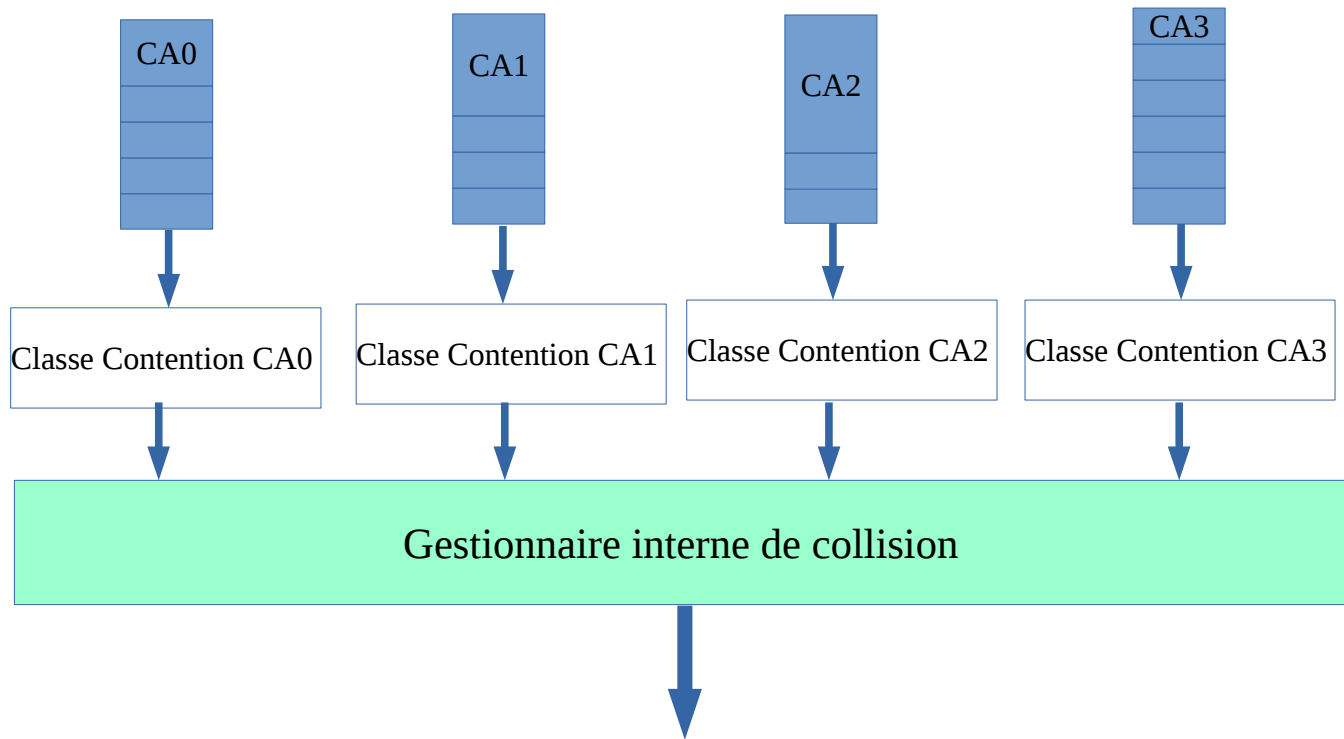 CA0
CA1
CA2
CA3
Classe Contention CA0
Classe Contention CA1
Classe Contention CA2
Classe Contention CA3
Gestionnaire interne de collision